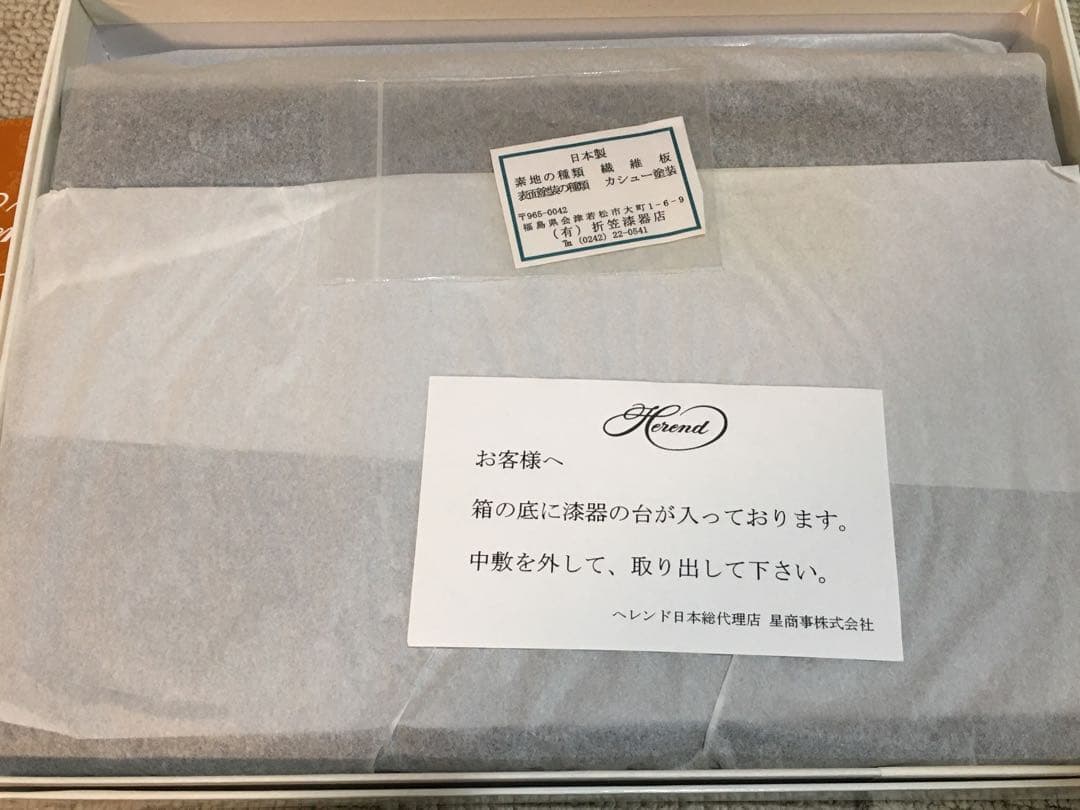 日本製
素地の種類 繊維板
表面塗装の種類 カシュー塗装
〒965-0042
福島県会津若松市大町1-6-9
(有)折笠漆器店
℡ (0242) 22-0541
Herend
お客様へ
箱の底に漆器の台が入っております。
中敷を外して、取り出して下さい。
ヘレンド日本総代理店 星商事株式会社